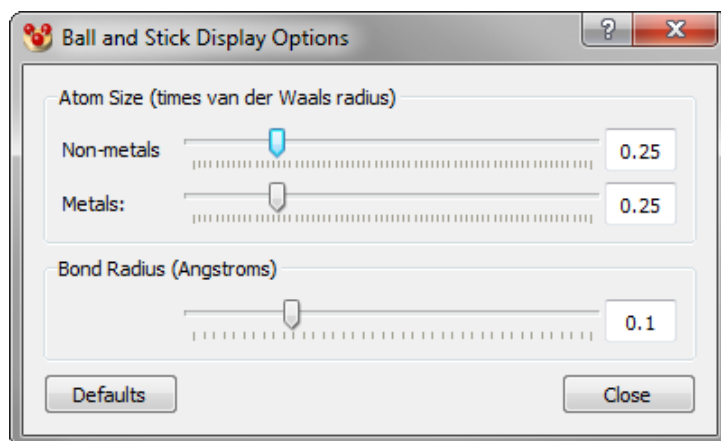 Ball and Stick Display Options
?
X
Atom Size (times van der Waals radius)
Non-metals 0.25
Metals: 0.25
Bond Radius (Angstroms)
0.1
Defaults Close